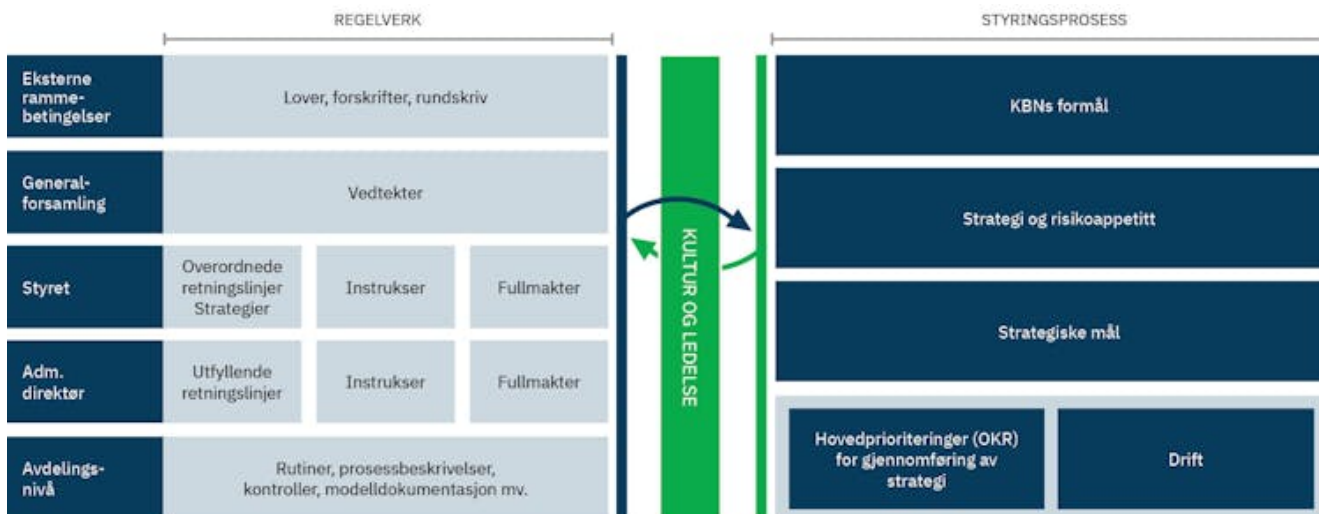 REGELVERK
STYRINGSPROSESS
Eksterne
ramme-
betingelser
Lover, forskrifter, rundskriv
General-
forsamling
Vedtekter
Styret
Overordnede
retningslinjer
Strategier
Instrukser
Fullmakter
Adm.
direktør
Utfyllende
retningslinjer
Instrukser
Fullmakter
Avdelings-
nivå
Rutiner, prosessbeskrivelser,
kontroller, modelldokumentasjon mv.
KULTUR OG LEDELSE
KBNs formål
Strategi og risikoappetitt
Strategiske mål
Hovedprioriteringer (OKR)
for gjennomføring av
strategi
Drift